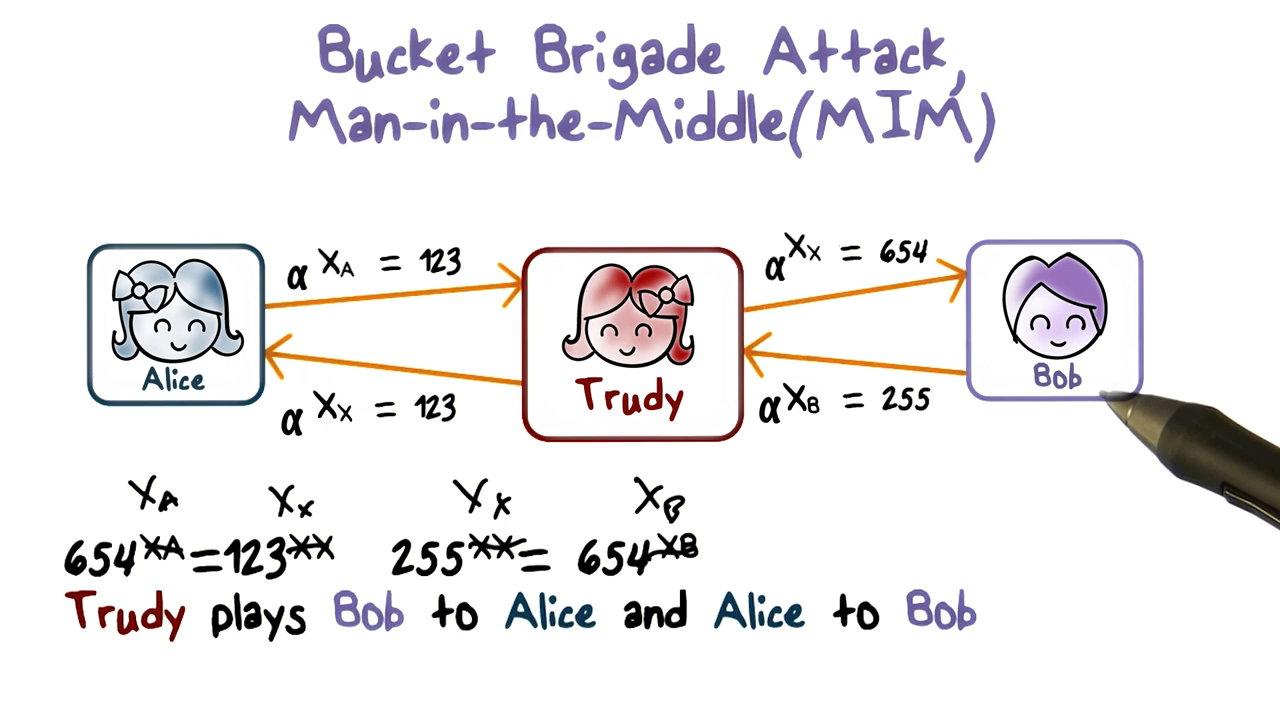 Bucket Brigade Attack,
Man-in-the-Middle(MIM)
α^XA = 123
α^XX = 654
Alice
Trudy
Bob
α^XX = 123
α^XB = 255
XA XX XX XB
654^XA = 123^XX 255^XX = 654^XB
Trudy plays Bob to Alice and Alice to Bob